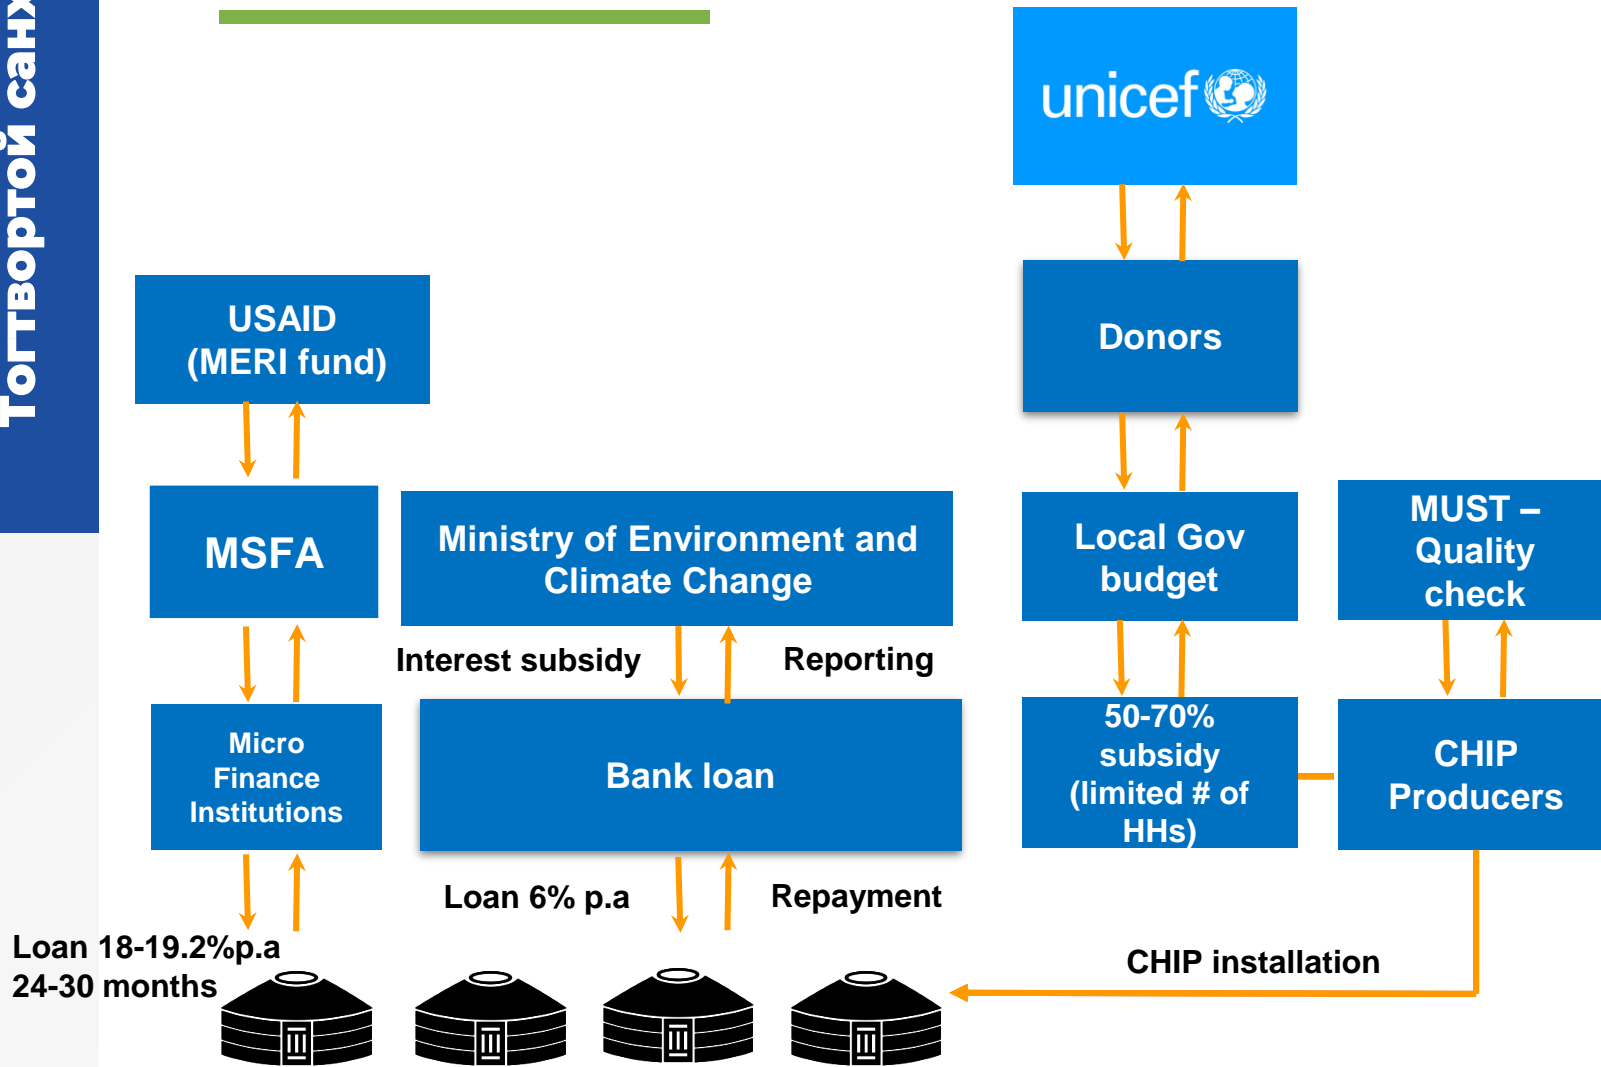 Тогтвортой
unicef
USAID
(MERI fund)
Donors
MSFA
Ministry of Environment and
Climate Change
Local Gov
budget
MUST –
Quality
check
Interest subsidy
Reporting
Micro
Finance
Institutions
Bank loan
50-70%
subsidy
(limited # of
HHs)
CHIP
Producers
Loan 6% p.a
Repayment
Loan 18-19.2%p.a
24-30 months
CHIP installation